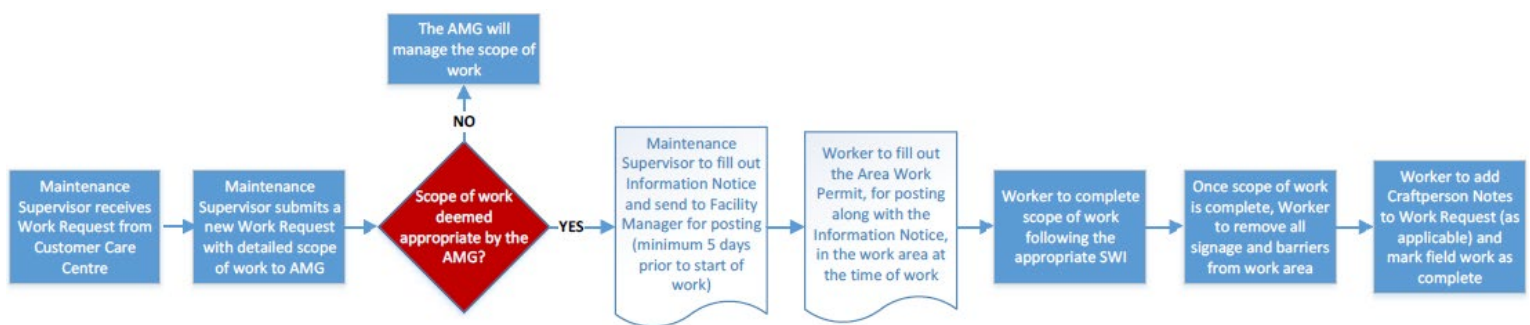 The AMG will
manage the scope of
work
NO
Maintenance
Supervisor receives
Work Request from
Customer Care
Centre
Maintenance
Supervisor submits a
new Work Request
with detailed scope
of work to AMG
Scope of work
deemed
appropriate by the
AMG?
YES
Maintenance
Supervisor to fill out
Information Notice
and send to Facility
Manager for posting
(minimum 5 days
prior to start of
work)
Worker to fill out
the Area Work
Permit, for posting
along with the
Information Notice,
in the work area at
the time of work
Worker to complete
scope of work
following the
appropriate SWI
Once scope of work
is complete, Worker
to remove all
signage and barriers
from work area
Worker to add
Craftperson Notes
to Work Request (as
applicable) and
mark field work as
complete